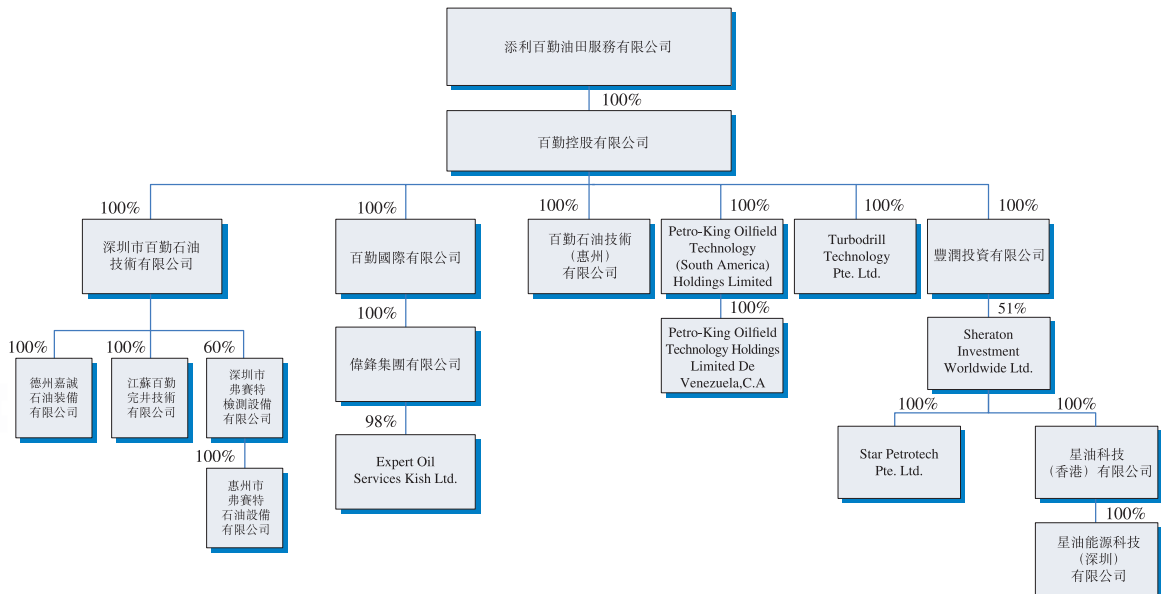 添利百勤油田服務有限公司
100%
百勤控股有限公司
100%
100%
100%
100%
100%
100%
深圳市百勤石油
技術有限公司
百勤國際有限公司
百勤石油技術
（惠州）
有限公司
Petro-King Oilfield
Technology
(South America)
Holdings Limited
Turbodrill
Technology
Pte. Ltd.
豐潤投資有限公司
100%
100%
60%
100%
100%
51%
德州嘉誠
石油裝備
有限公司
江蘇百勤
完井技術
有限公司
深圳市
弗賽特
檢測設備
有限公司
偉鋒集團有限公司
Petro-King Oilfield
Technology Holdings
Limited De
Venezuela,C.A
Sheraton
Investment
Worldwide Ltd.
100%
98%
100%
100%
惠州市
弗賽特
石油設備
有限公司
Expert Oil
Services Kish Ltd.
Star Petrotech
Pte. Ltd.
星油科技
（香港）有限公司
100%
星油能源科技
（深圳）
有限公司